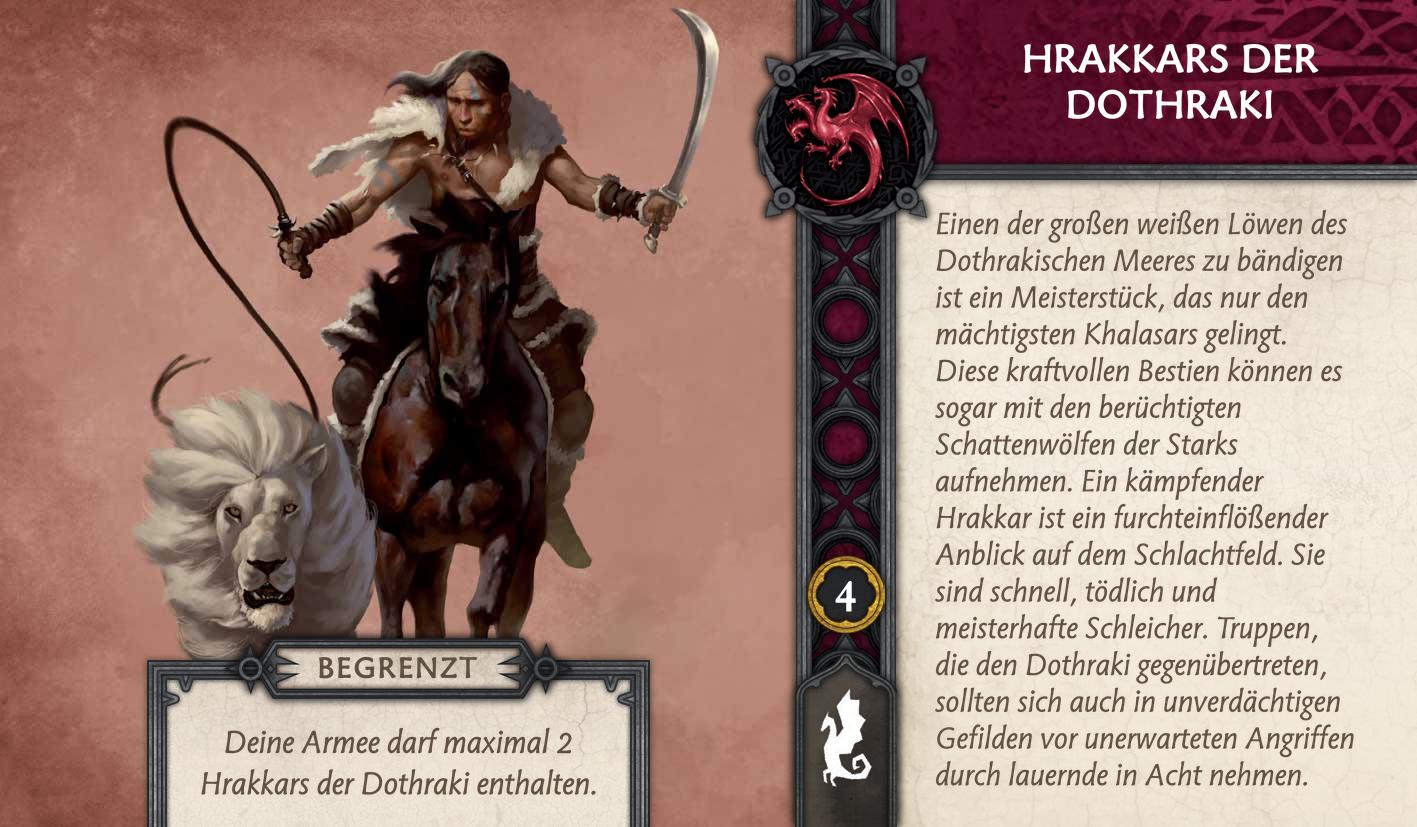 HRAKKARS DER
DOTHRAKI
Einen der großen weißen Löwen des
Dothrakischen Meeres zu bändigen
ist ein Meisterstück, das nur den
mächtigsten Khalasars gelingt.
Diese kraftvollen Bestien können es
sogar mit den berüchtigten
Schattenwölfen der Starks
aufnehmen. Ein kämpfender
Hrakkar ist ein furchteinflößender
Anblick auf dem Schlachtfeld. Sie
sind schnell, tödlich und
meisterhafte Schleicher. Truppen,
die den Dothraki gegenübertreten,
sollten sich auch in unverdächtigen
Gefilden vor unerwarteten Angriffen
durch lauernde in Acht nehmen.
4
BEGRENZT
Deine Armee darf maximal 2
Hrakkars der Dothraki enthalten.